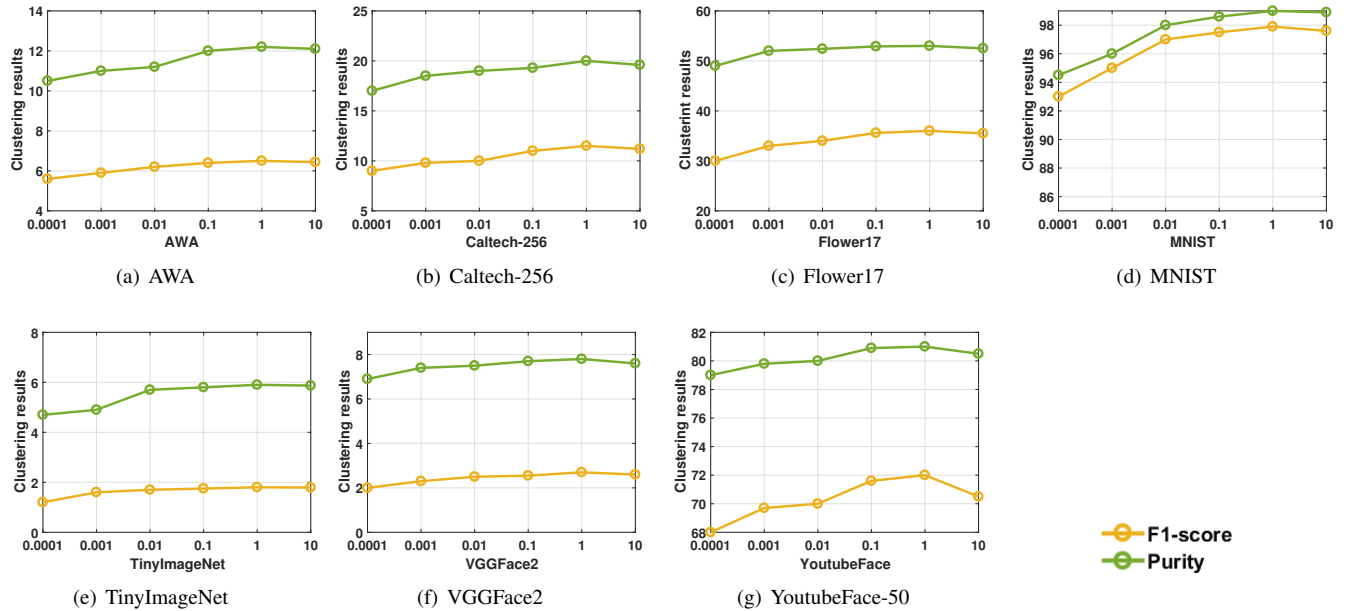 Clustering results
14
12
10
8
6
4
0.0001 0.001 0.01 0.1 1 10
AWA
(a) AWA
Clustering results
25
20
15
10
5
0.0001 0.001 0.01 0.1 1 10
Caltech-256
(b) Caltech-256
Clusterint results
60
50
40
30
20
0.0001 0.001 0.01 0.1 1 10
Flower17
(c) Flower17
Clustering results
98
96
94
92
90
88
86
0.0001 0.001 0.01 0.1 1 10
MNIST
(d) MNIST
Clustering results
8
6
4
2
0
0.0001 0.001 0.01 0.1 1 10
TinyImageNet
(e) TinyImageNet
Clustering results
8
6
4
2
0
0.0001 0.001 0.01 0.1 1 10
VGGFace2
(f) VGGFace2
Clustering results
82
80
78
76
74
72
70
68
0.0001 0.001 0.01 0.1 1 10
YoutubeFace
(g) YoutubeFace-50
F1-score
Purity